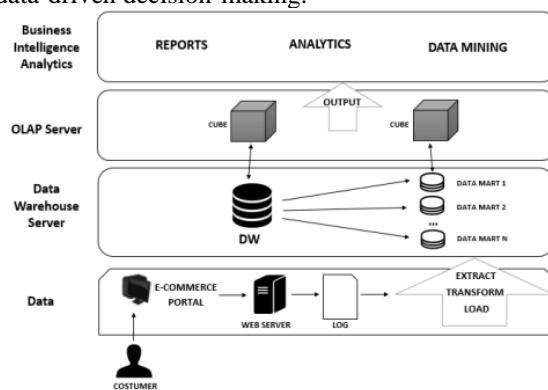 data-driven decision-making.
Business
Intelligence
Analytics
REPORTS
ANALYTICS
DATA MINING
OUTPUT
OLAP Server
CUBE
CUBE
Data
Warehouse
Server
DW
DATA MART 1
DATA MART 2
...
DATA MART N
Data
E-COMMERCE
PORTAL
WEB SERVER
LOG
EXTRACT
TRANSFORM
LOAD
COSTUMER